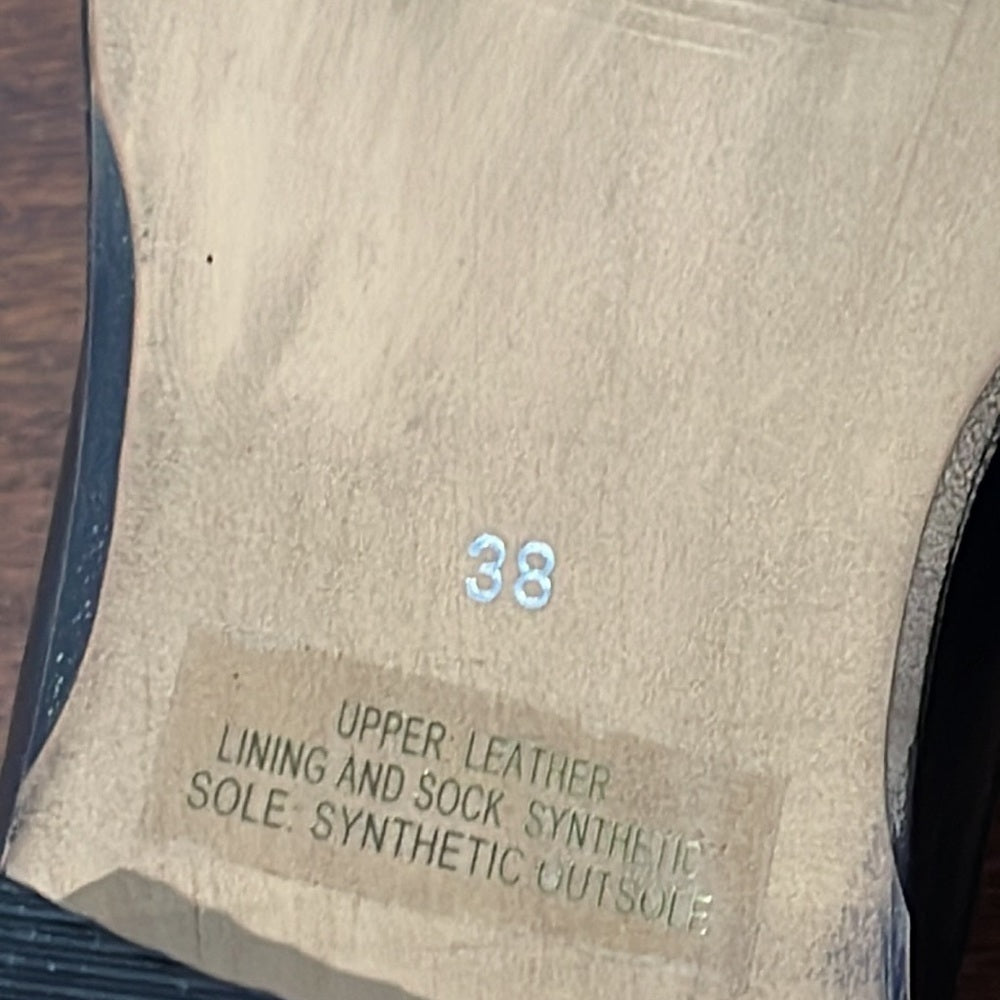 38
UPPER: LEATHER
LINING AND SOCK SYNTHETIC
SOLE: SYNTHETIC OUTSOLE